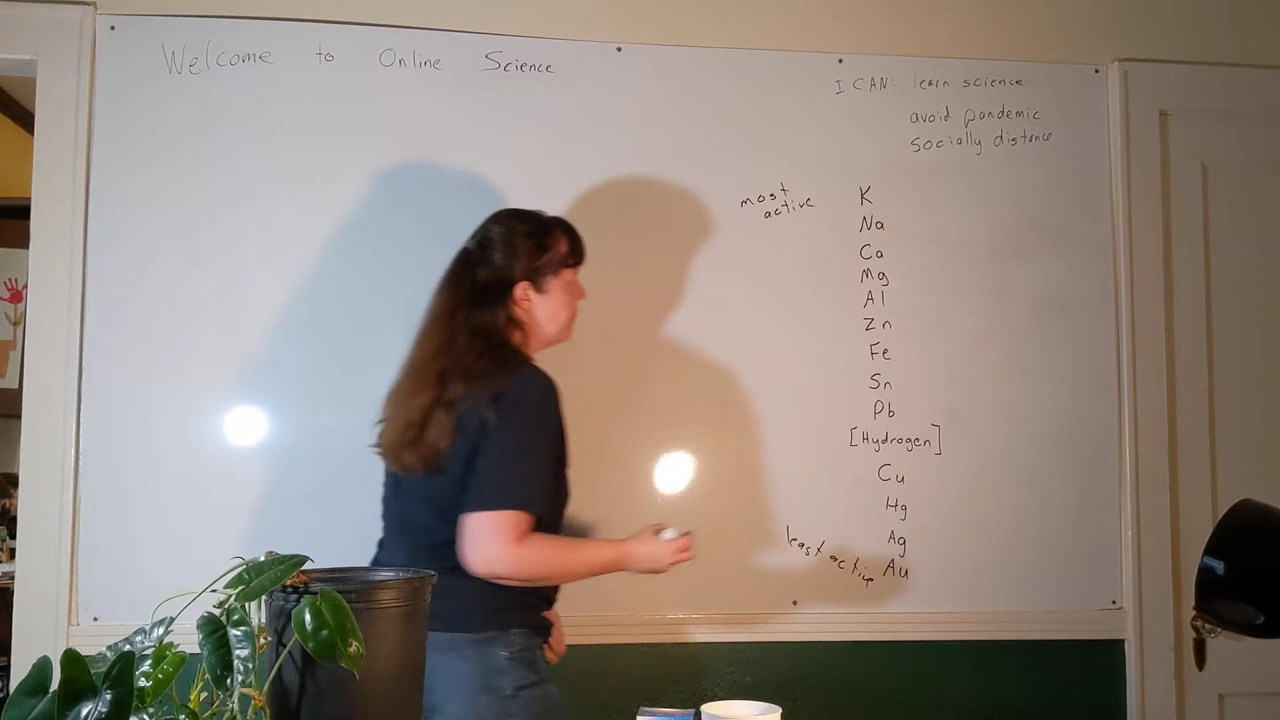 Welcome to Online Science
I CAN: learn science
avoid pandemic
socially distance
most
active
K
Na
Ca
Mg
Al
Zn
Fe
Sn
Pb
[Hydrogen]
Cu
Hg
Ag
least active
Au